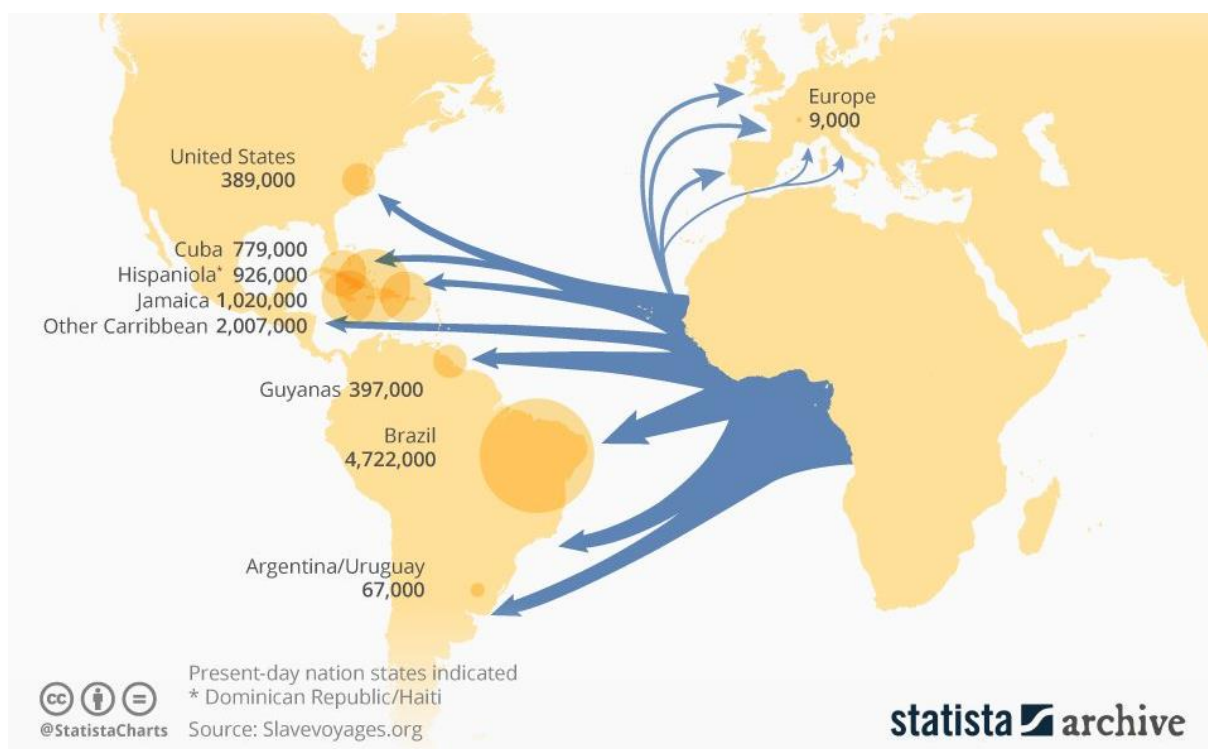 Europe
9,000
United States
389,000
Cuba 779,000
Hispaniola* 926,000
Jamaica 1,020,000
Other Carribbean 2,007,000
Guyanas 397,000
Brazil
4,722,000
Argentina/Uruguay
67,000
Present-day nation states indicated
* Dominican Republic/Haiti
cc
@StatistaCharts Source: Slavevoyages.org
statista archive